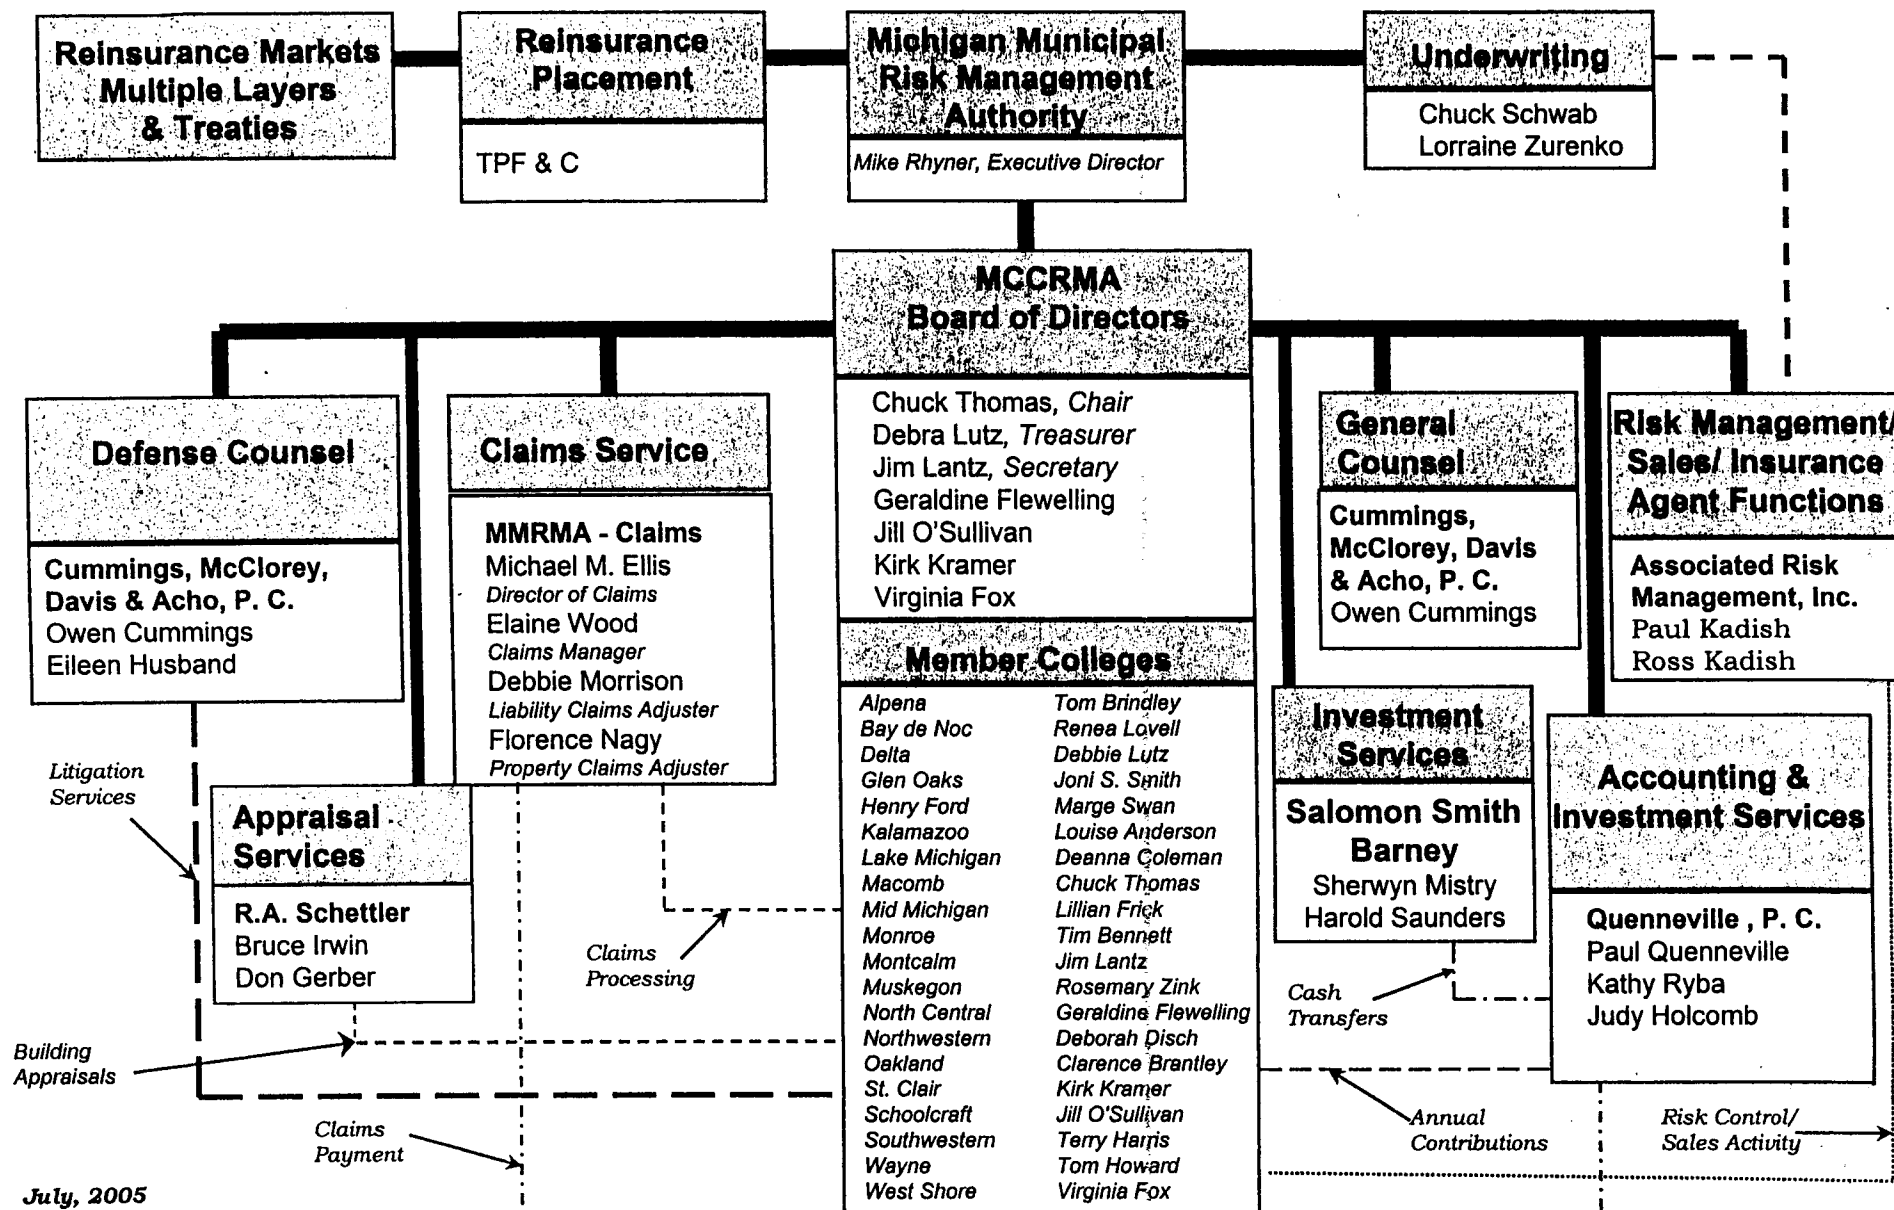 Reinsurance Markets
Multiple Layers
& Treaties
Reinsurance
Placement
TPF & C
Michigan Municipal
Risk Management
Authority
Mike Rhyner, Executive Director
Underwriting
Chuck Schwab
Lorraine Zurenko
MCCRMA
Board of Directors
Chuck Thomas, Chair
Debra Lutz, Treasurer
Jim Lantz, Secretary
Geraldine Flewelling
Jill O'Sullivan
Kirk Kramer
Virginia Fox
Defense Counsel
Cummings, McClorey,
Davis & Acho, P. C.
Owen Cummings
Eileen Husband
Claims Service
MMRMA - Claims
Michael M. Ellis
Director of Claims
Elaine Wood
Claims Manager
Debbie Morrison
Liability Claims Adjuster
Florence Nagy
Property Claims Adjuster
General
Counsel
Cummings,
McClorey, Davis
& Acho, P. C.
Owen Cummings
Risk Management/
Sales/ Insurance
Agent Functions
Associated Risk
Management, Inc.
Paul Kadish
Ross Kadish
Member Colleges
Alpena Tom Brindley
Bay de Noc Renea Lovell
Delta Debbie Lutz
Glen Oaks Joni S. Smith
Henry Ford Marge Swan
Kalamazoo Louise Anderson
Lake Michigan Deanna Coleman
Macomb Chuck Thomas
Mid Michigan Lillian Frick
Monroe Tim Bennett
Montcalm Jim Lantz
Muskegon Rosemary Zink
North Central Geraldine Flewelling
Northwestern Deborah Disch
Oakland Clarence Brantley
St. Clair Kirk Kramer
Schoolcraft Jill O'Sullivan
Southwestern Terry Harris
Wayne Tom Howard
West Shore Virginia Fox
Investment
Services
Salomon Smith
Barney
Sherwyn Mistry
Harold Saunders
Accounting &
Investment Services
Quenneville , P. C.
Paul Quenneville
Kathy Ryba
Judy Holcomb
Litigation
Services
Appraisal
Services
R.A. Schettler
Bruce Irwin
Don Gerber
Claims
Processing
Cash
Transfers
Building
Appraisals
Claims
Payment
Annual
Contributions
Risk Control/
Sales Activity
July, 2005